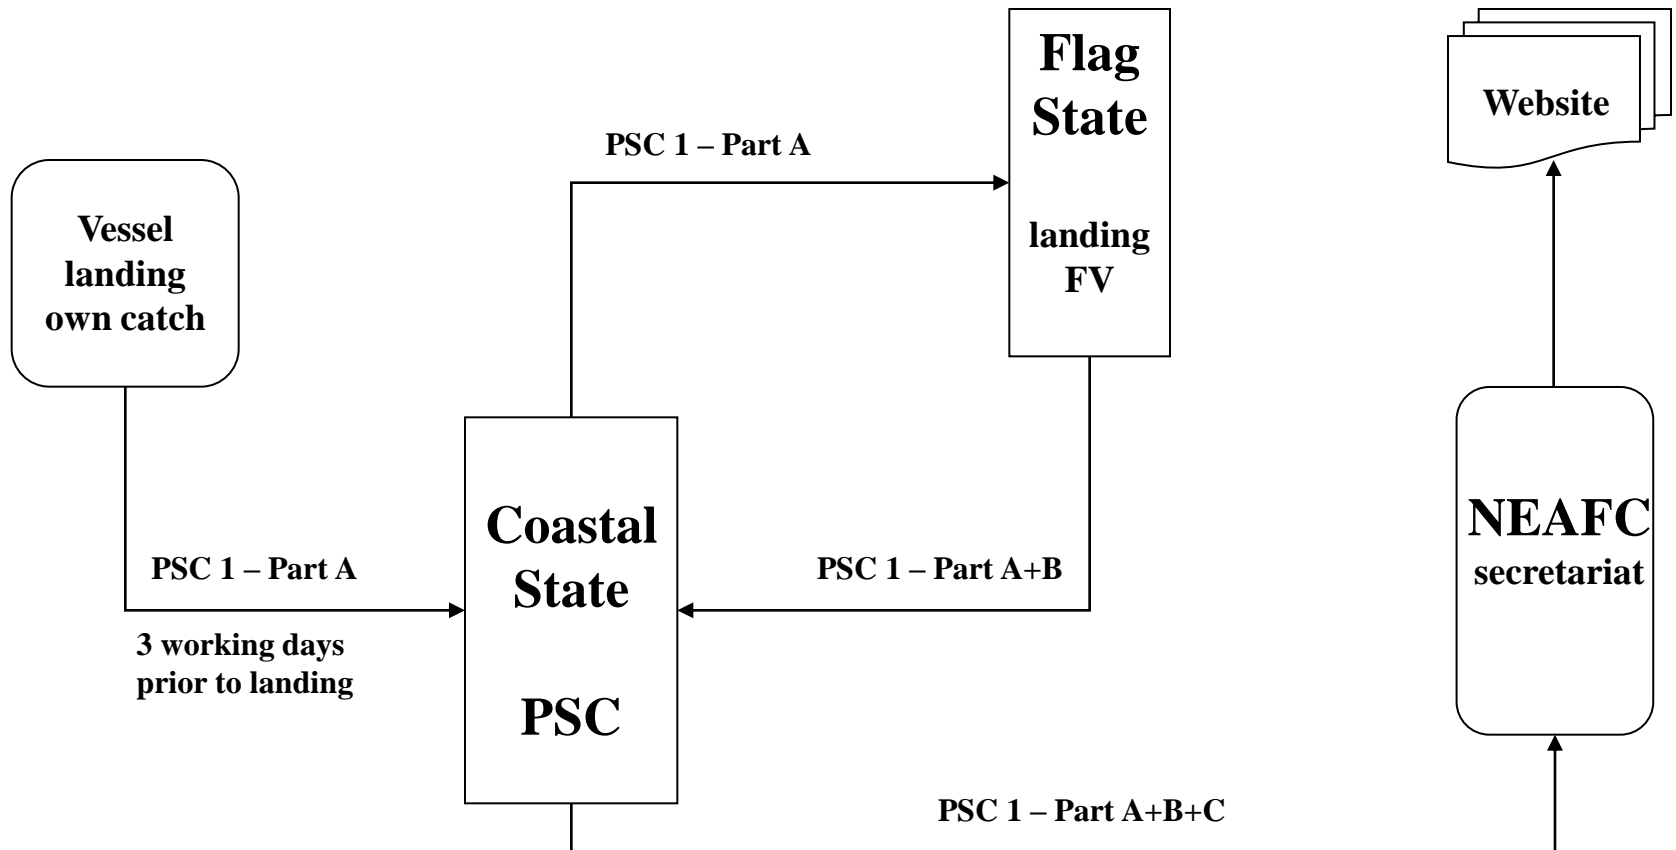 Flag
State
landing
FV
Website
PSC 1 – Part A
Vessel
landing
own catch
Coastal
State
PSC
PSC 1 – Part A
3 working days
prior to landing
PSC 1 – Part A+B
NEAFC
secretariat
PSC 1 – Part A+B+C